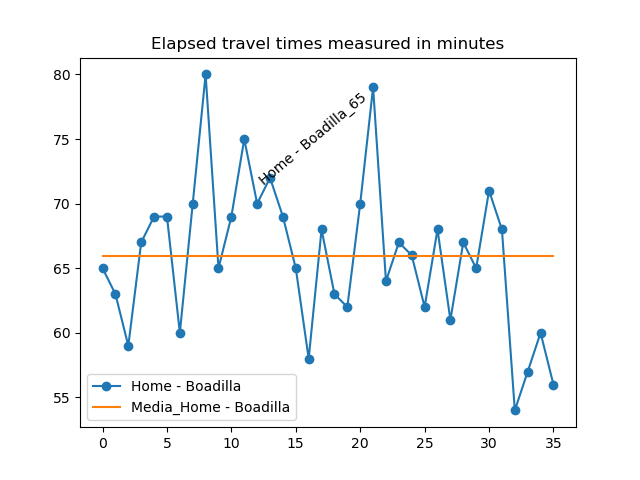 Elapsed travel times measured in minutes
80
75
70
65
60
55
Home - Boadilla_65
Home - Boadilla
Media_Home - Boadilla
0 5 10 15 20 25 30 35